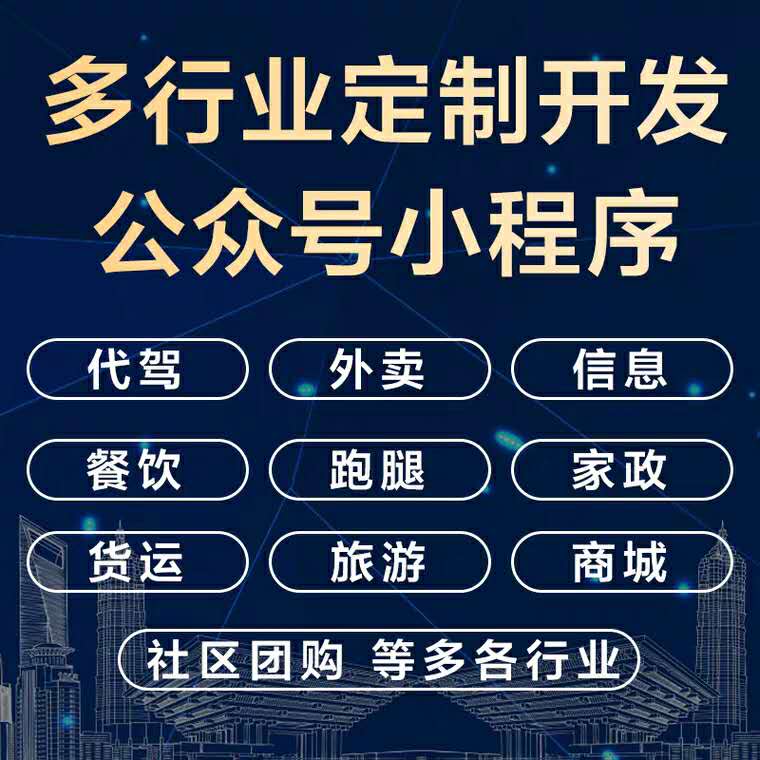 多行业定制开发
公众号小程序
代驾 外卖 信息
餐饮 跑腿 家政
货运 旅游 商城
社区团购 等多各行业